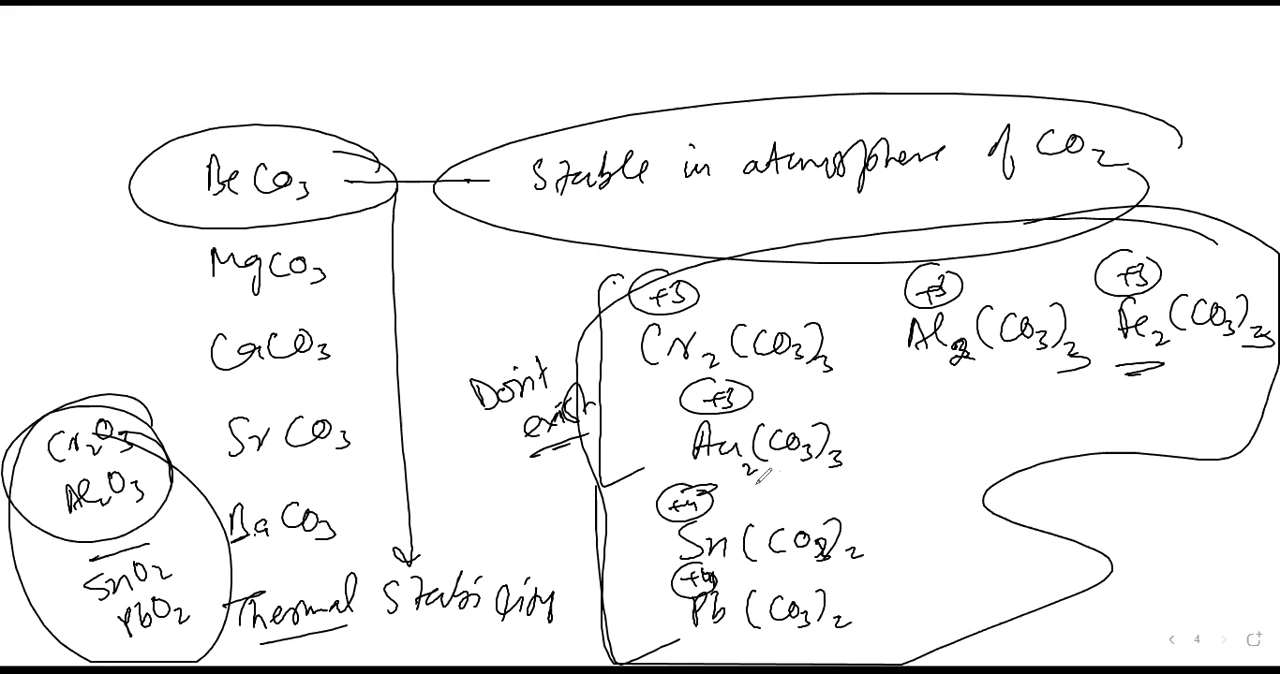 BeCO3
Stable in atmosphere of CO2
MgCO3
CaCO3
SrCO3
BaCO3
Thermal Stability
Cr2O3
Al2O3
SnO2
PbO2
Don't exist
+3
Cr2(CO3)3
+3
Al2(CO3)3
+3
Fe2(CO3)3
+3
Au2(CO3)3
+4
Sn(CO3)2
+4
Pb(CO3)2
4